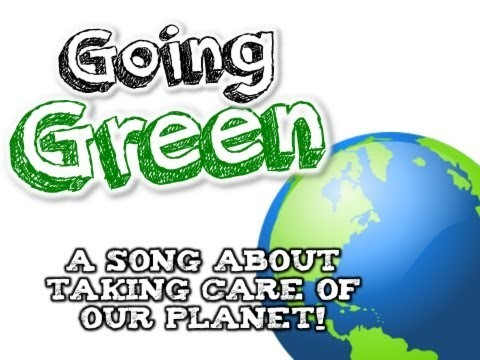 Going
Green
A SONG ABOUT
TAKING CARE OF
OUR PLANET!